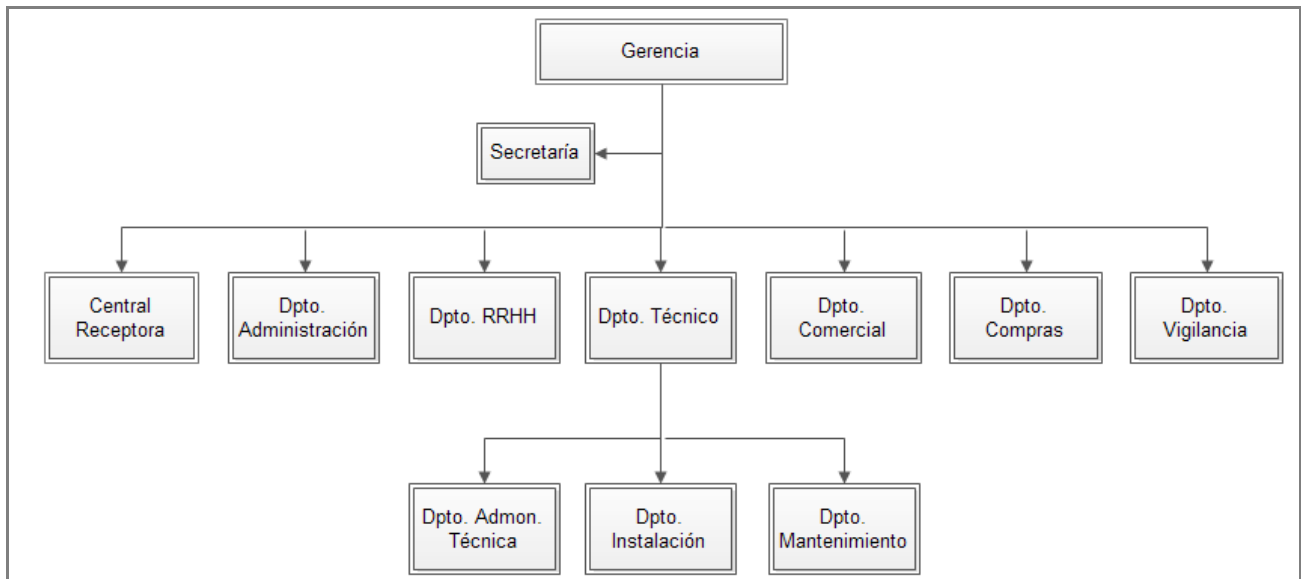 Gerencia
Secretaría
Central
Receptora
Dpto.
Administración
Dpto. RRHH
Dpto. Técnico
Dpto.
Comercial
Dpto.
Compras
Dpto.
Vigilancia
Dpto. Admon.
Técnica
Dpto.
Instalación
Dpto.
Mantenimiento